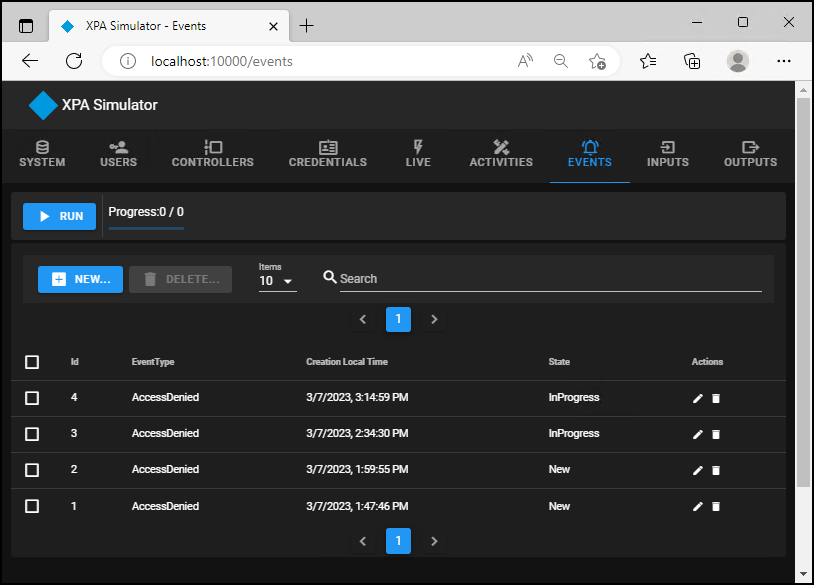 XPA Simulator - Events
localhost:10000/events
XPA Simulator
SYSTEM USERS CONTROLLERS CREDENTIALS LIVE ACTIVITIES EVENTS INPUTS OUTPUTS
RUN Progress:0 / 0
Items
NEW... DELETE... 10 Search
1
Id EventType Creation Local Time State Actions
4 AccessDenied 3/7/2023, 3:14:59 PM InProgress
3 AccessDenied 3/7/2023, 2:34:30 PM InProgress
2 AccessDenied 3/7/2023, 1:59:55 PM New
1 AccessDenied 3/7/2023, 1:47:46 PM New
1